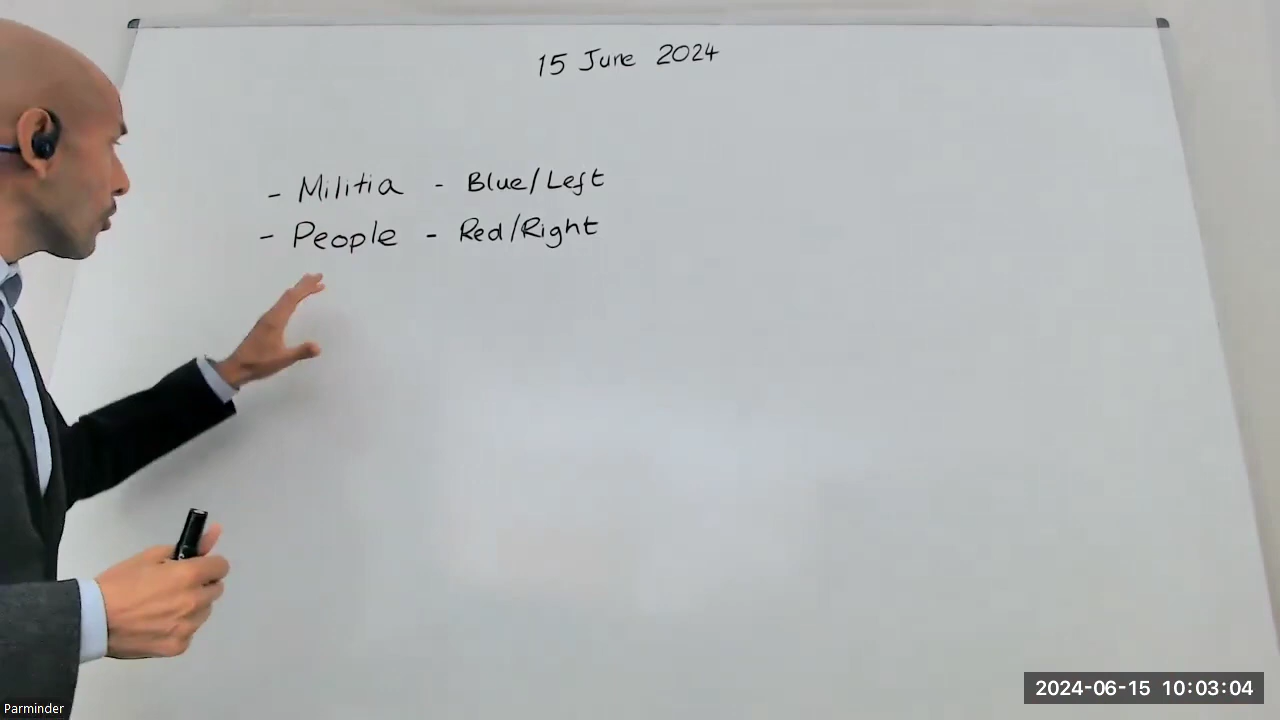 15 June 2024
- Militia - Blue/Left
- People - Red/Right
Parminder
2024-06-15 10:03:04